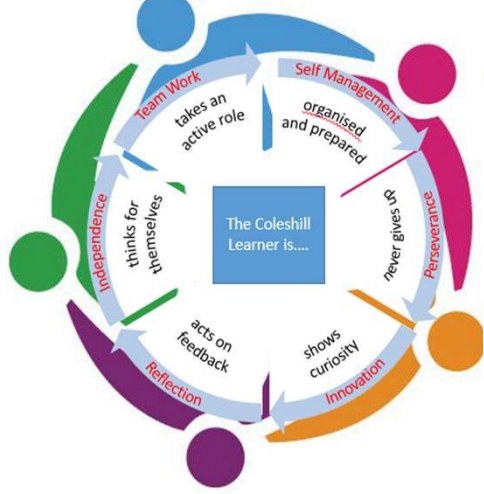 The Coleshill
Learner is....
Self Management
organised
and prepared
Perseverance
never gives up
Innovation
shows
curiosity
Reflection
acts on
feedback
Independence
thinks for
themselves
Team Work
takes an
active role